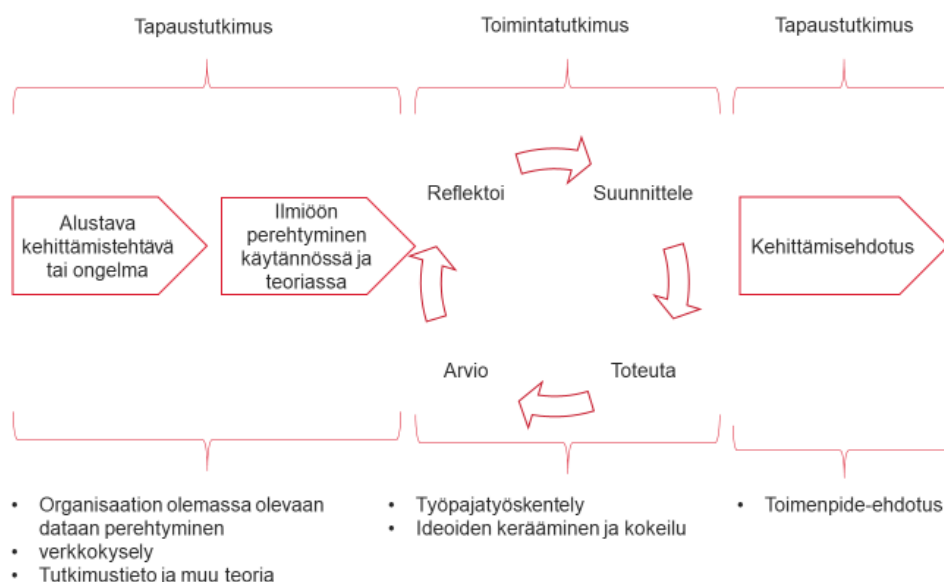 Tapaustutkimus
Toimintatutkimus
Tapaustutkimus
Alustava
kehittämistehtävä
tai ongelma
Ilmiöön
perehtyminen
käytännössä ja
teoriassa
Reflektoi
Suunnittele
Arvio
Toteuta
Kehittämisehdotus
• Organisaation olemassa olevaan
dataan perehtyminen
• verkkokysely
• Tutkimustieto ja muu teoria
• Työpajatyöskentely
• Ideoiden kerääminen ja kokeilu
• Toimenpide-ehdotus